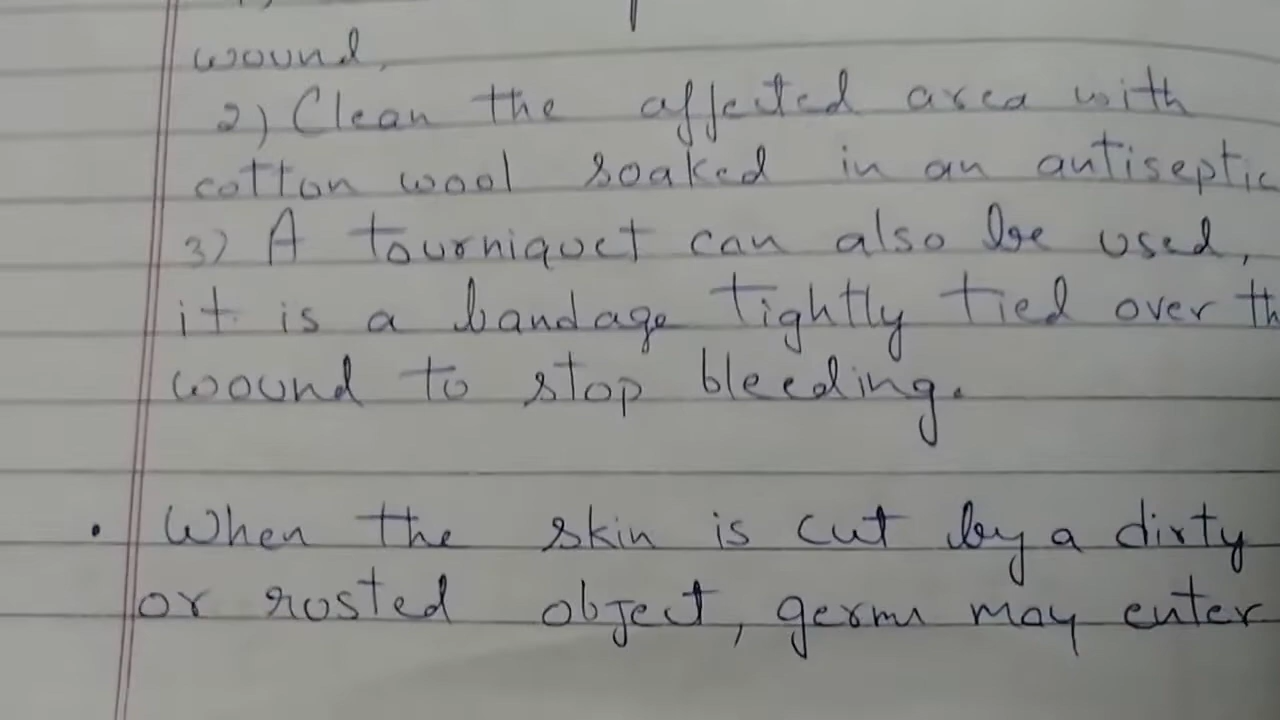 wound.
2) Clean the affected area with
cotton wool soaked in an antiseptic
3) A tourniquet can also be used,
it is a bandage tightly tied over th
wound to stop bleeding.
• When the skin is cut by a dirty
or rusted object, germs may enter